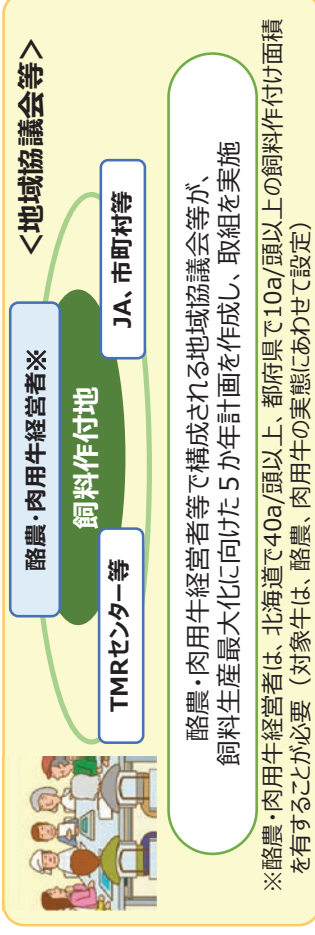 <地域協議会等>
酪農・肉用牛経営者※
飼料作付地
TMRセンター等
JA、市町村等
酪農・肉用牛経営者等で構成される地域協議会等が、
飼料生産最大化に向けた５か年計画を作成し、取組を実施
※酪農・肉用牛経営者は、北海道で40a/頭以上、都府県で10a/頭以上の飼料作付け面積
を有することが必要（対象牛は、酪農、肉用牛の実態にあわせて設定）